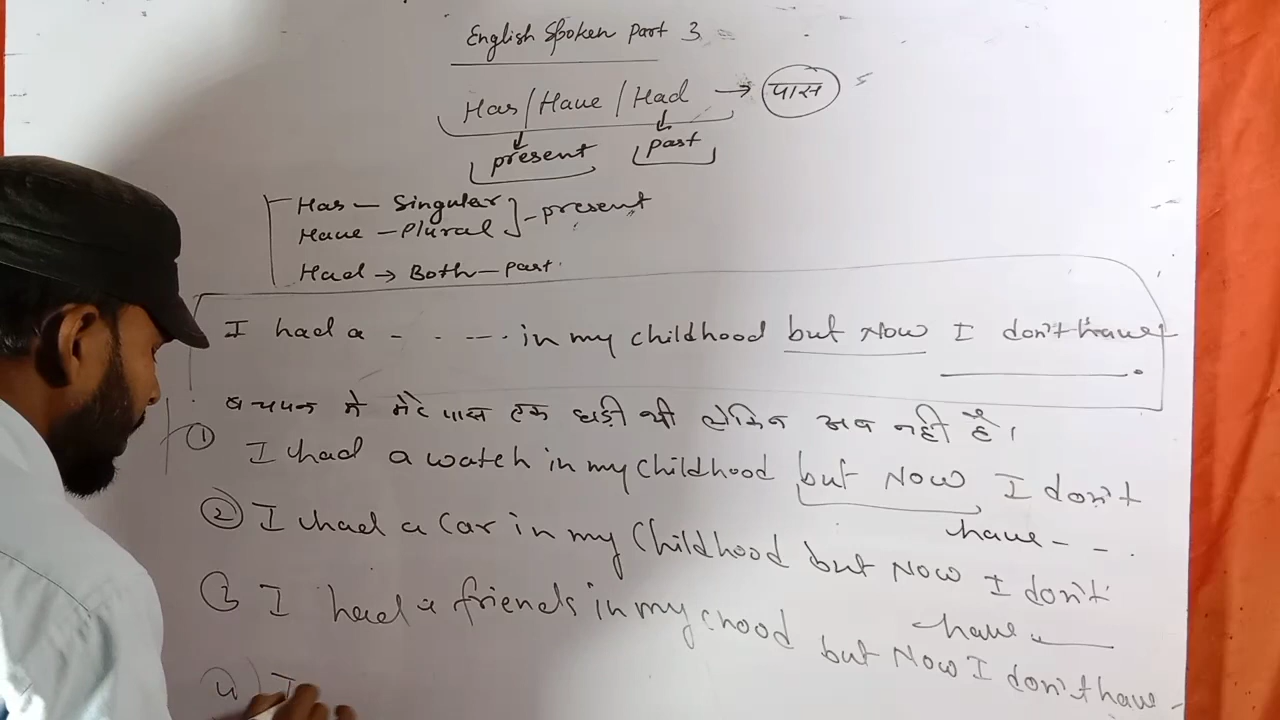 English Spoken Part 3
Has/Have/Had → पास
present past
Has — Singular
Have — Plural ] — present
Had → Both — Past.
I had a - - --- in my childhood but Now I don't have
बचपन मे मेरे पास एक घड़ी थी लेकिन अब नहीं है।
① I had a watch in my childhood but Now I don't
have - - .
② I had a car in my Childhood but Now I don't
have
③ I had a friends in my chood but Now I don't have -
④ I